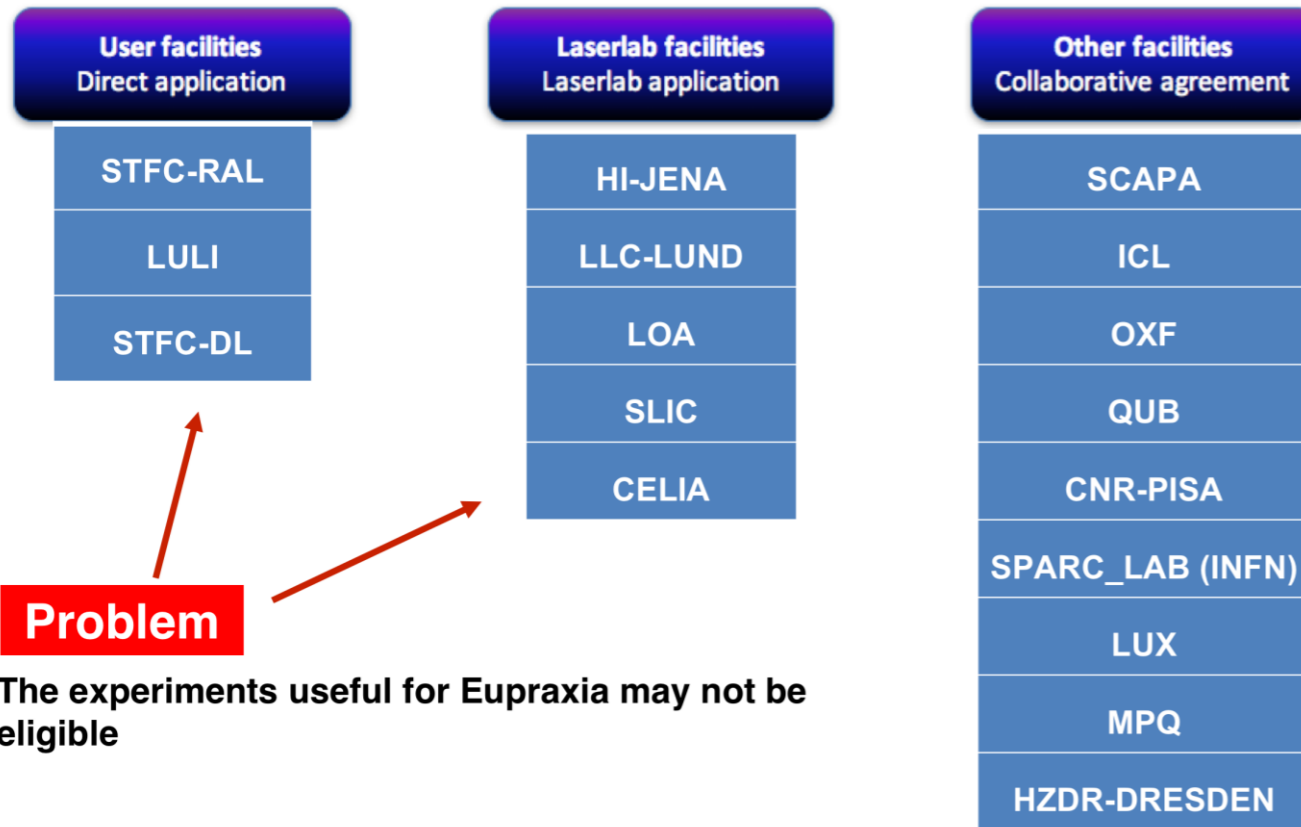 User facilities
Direct application
STFC-RAL
LULI
STFC-DL
Laserlab facilities
Laserlab application
HI-JENA
LLC-LUND
LOA
SLIC
CELIA
Other facilities
Collaborative agreement
SCAPA
ICL
OXF
QUB
CNR-PISA
SPARC_LAB (INFN)
LUX
MPQ
HZDR-DRESDEN
Problem
The experiments useful for Eupraxia may not be
eligible